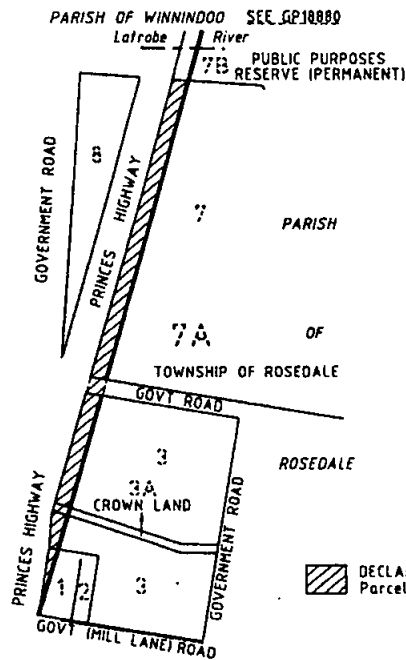 PARISH OF WINNINDOO SEE GP18880
Latrobe River
7B PUBLIC PURPOSES
RESERVE (PERMANENT)
GOVERNMENT ROAD
8
PRINCES HIGHWAY
7
PARISH
7A
OF
TOWNSHIP OF ROSEDALE
GOVT ROAD
3
ROSEDALE
3A
CROWN LAND
GOVERNMENT ROAD
PRINCES HIGHWAY
1
2
3
DECLA
Parcel
GOVT (MILL LANE) ROAD